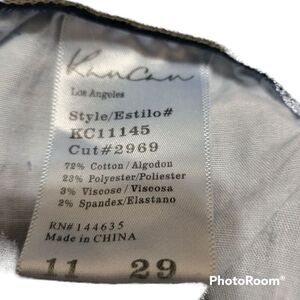 KanCan
Los Angeles
Style/Estilo#
KC11145
Cut#2969
72% Cotton/Algodon
23% Polyester/Poliester
3% Viscose/Viscosa
2% Spandex/Elastano
RN#144635
Made in CHINA
11 29
PhotoRoom